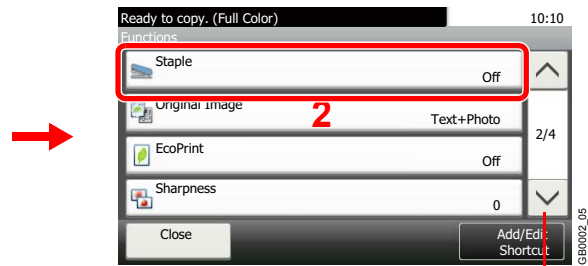 Ready to copy. (Full Color)
10:10
Functions
Staple
Off
Original Image
2
Text+Photo
2/4
EcoPrint
Off
Sharpness
0
Close
Add/Edit
Shortcut
GB0002_05